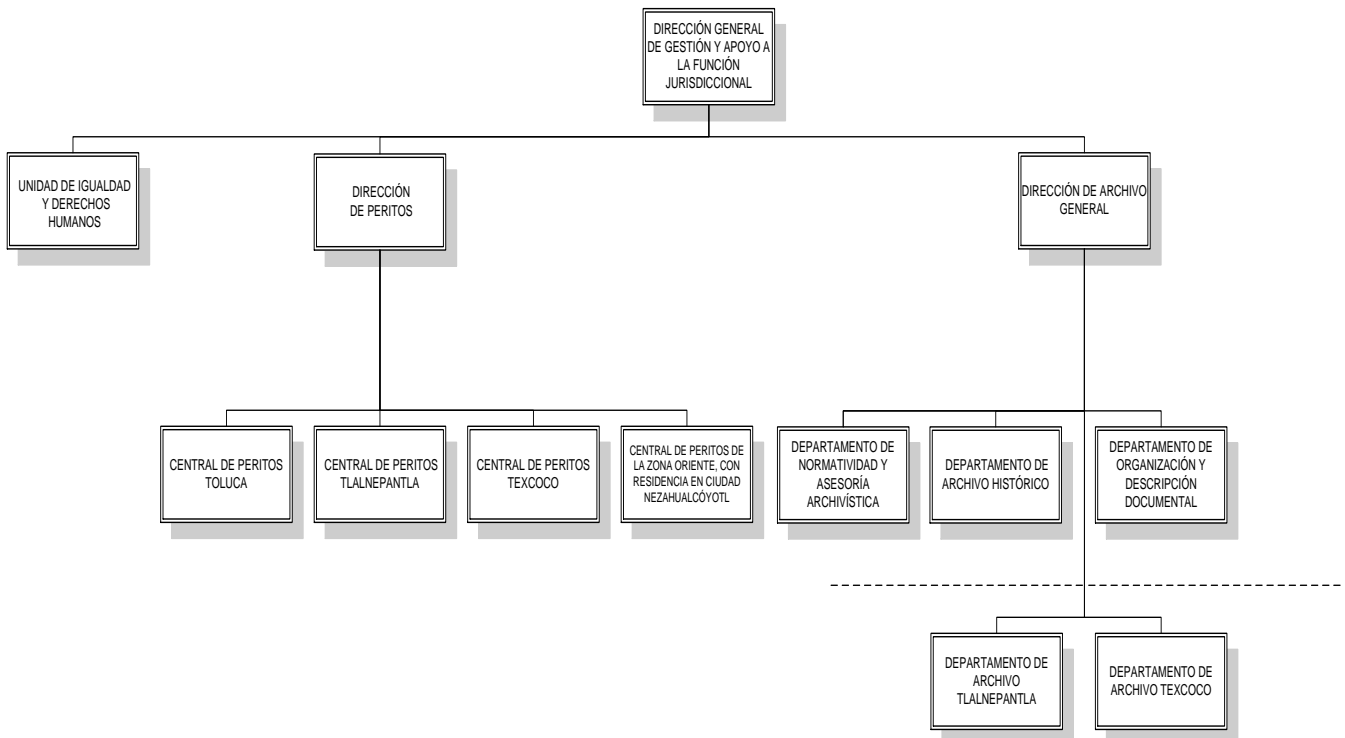 DIRECCIÓN GENERAL
DE GESTIÓN Y APOYO A
LA FUNCIÓN
JURISDICCIONAL
UNIDAD DE IGUALDAD
Y DERECHOS
HUMANOS
DIRECCIÓN
DE PERITOS
DIRECCIÓN DE ARCHIVO
GENERAL
CENTRAL DE PERITOS
TOLUCA
CENTRAL DE PERITOS
TLALNEPANTLA
CENTRAL DE PERITOS
TEXCOCO
CENTRAL DE PERITOS DE
LA ZONA ORIENTE, CON
RESIDENCIA EN CIUDAD
NEZAHUALCÓYOTL
DEPARTAMENTO DE
NORMATIVIDAD Y
ASESORÍA
ARCHIVÍSTICA
DEPARTAMENTO DE
ARCHIVO HISTÓRICO
DEPARTAMENTO DE
ORGANIZACIÓN Y
DESCRIPCIÓN
DOCUMENTAL
DEPARTAMENTO DE
ARCHIVO
TLALNEPANTLA
DEPARTAMENTO DE
ARCHIVO TEXCOCO